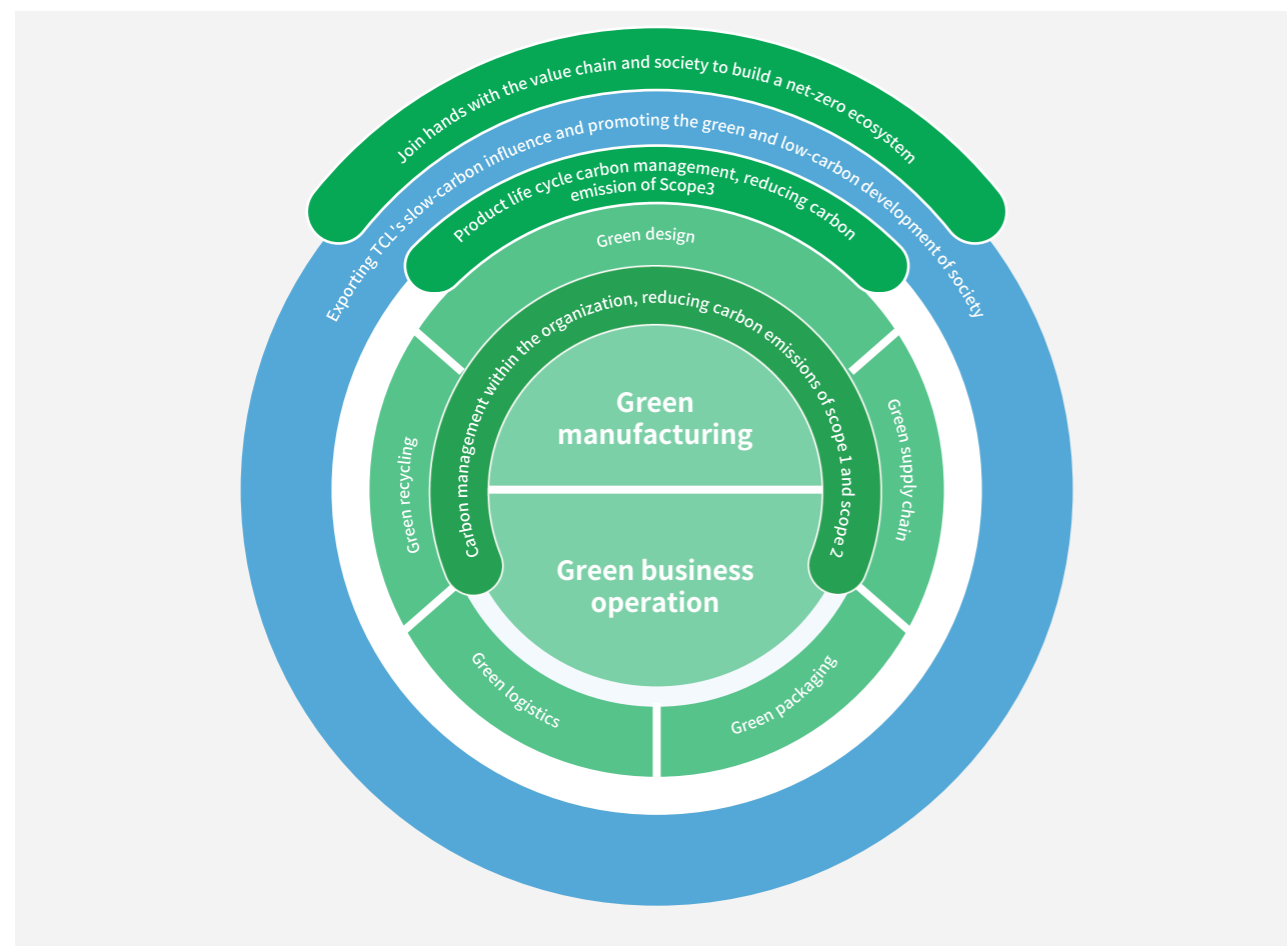 Join hands with the value chain and society to build a net-zero ecosystem
Exporting TCL's slow-carbon influence and promoting the green and low-carbon development of society
Product life cycle carbon management, reducing carbon
emission of Scope3
Green design
Carbon management within the organization, reducing carbon emissions of scope 1 and scope 2
Green
manufacturing
Green recycling
Green supply chain
Green business
operation
Green logistics
Green packaging